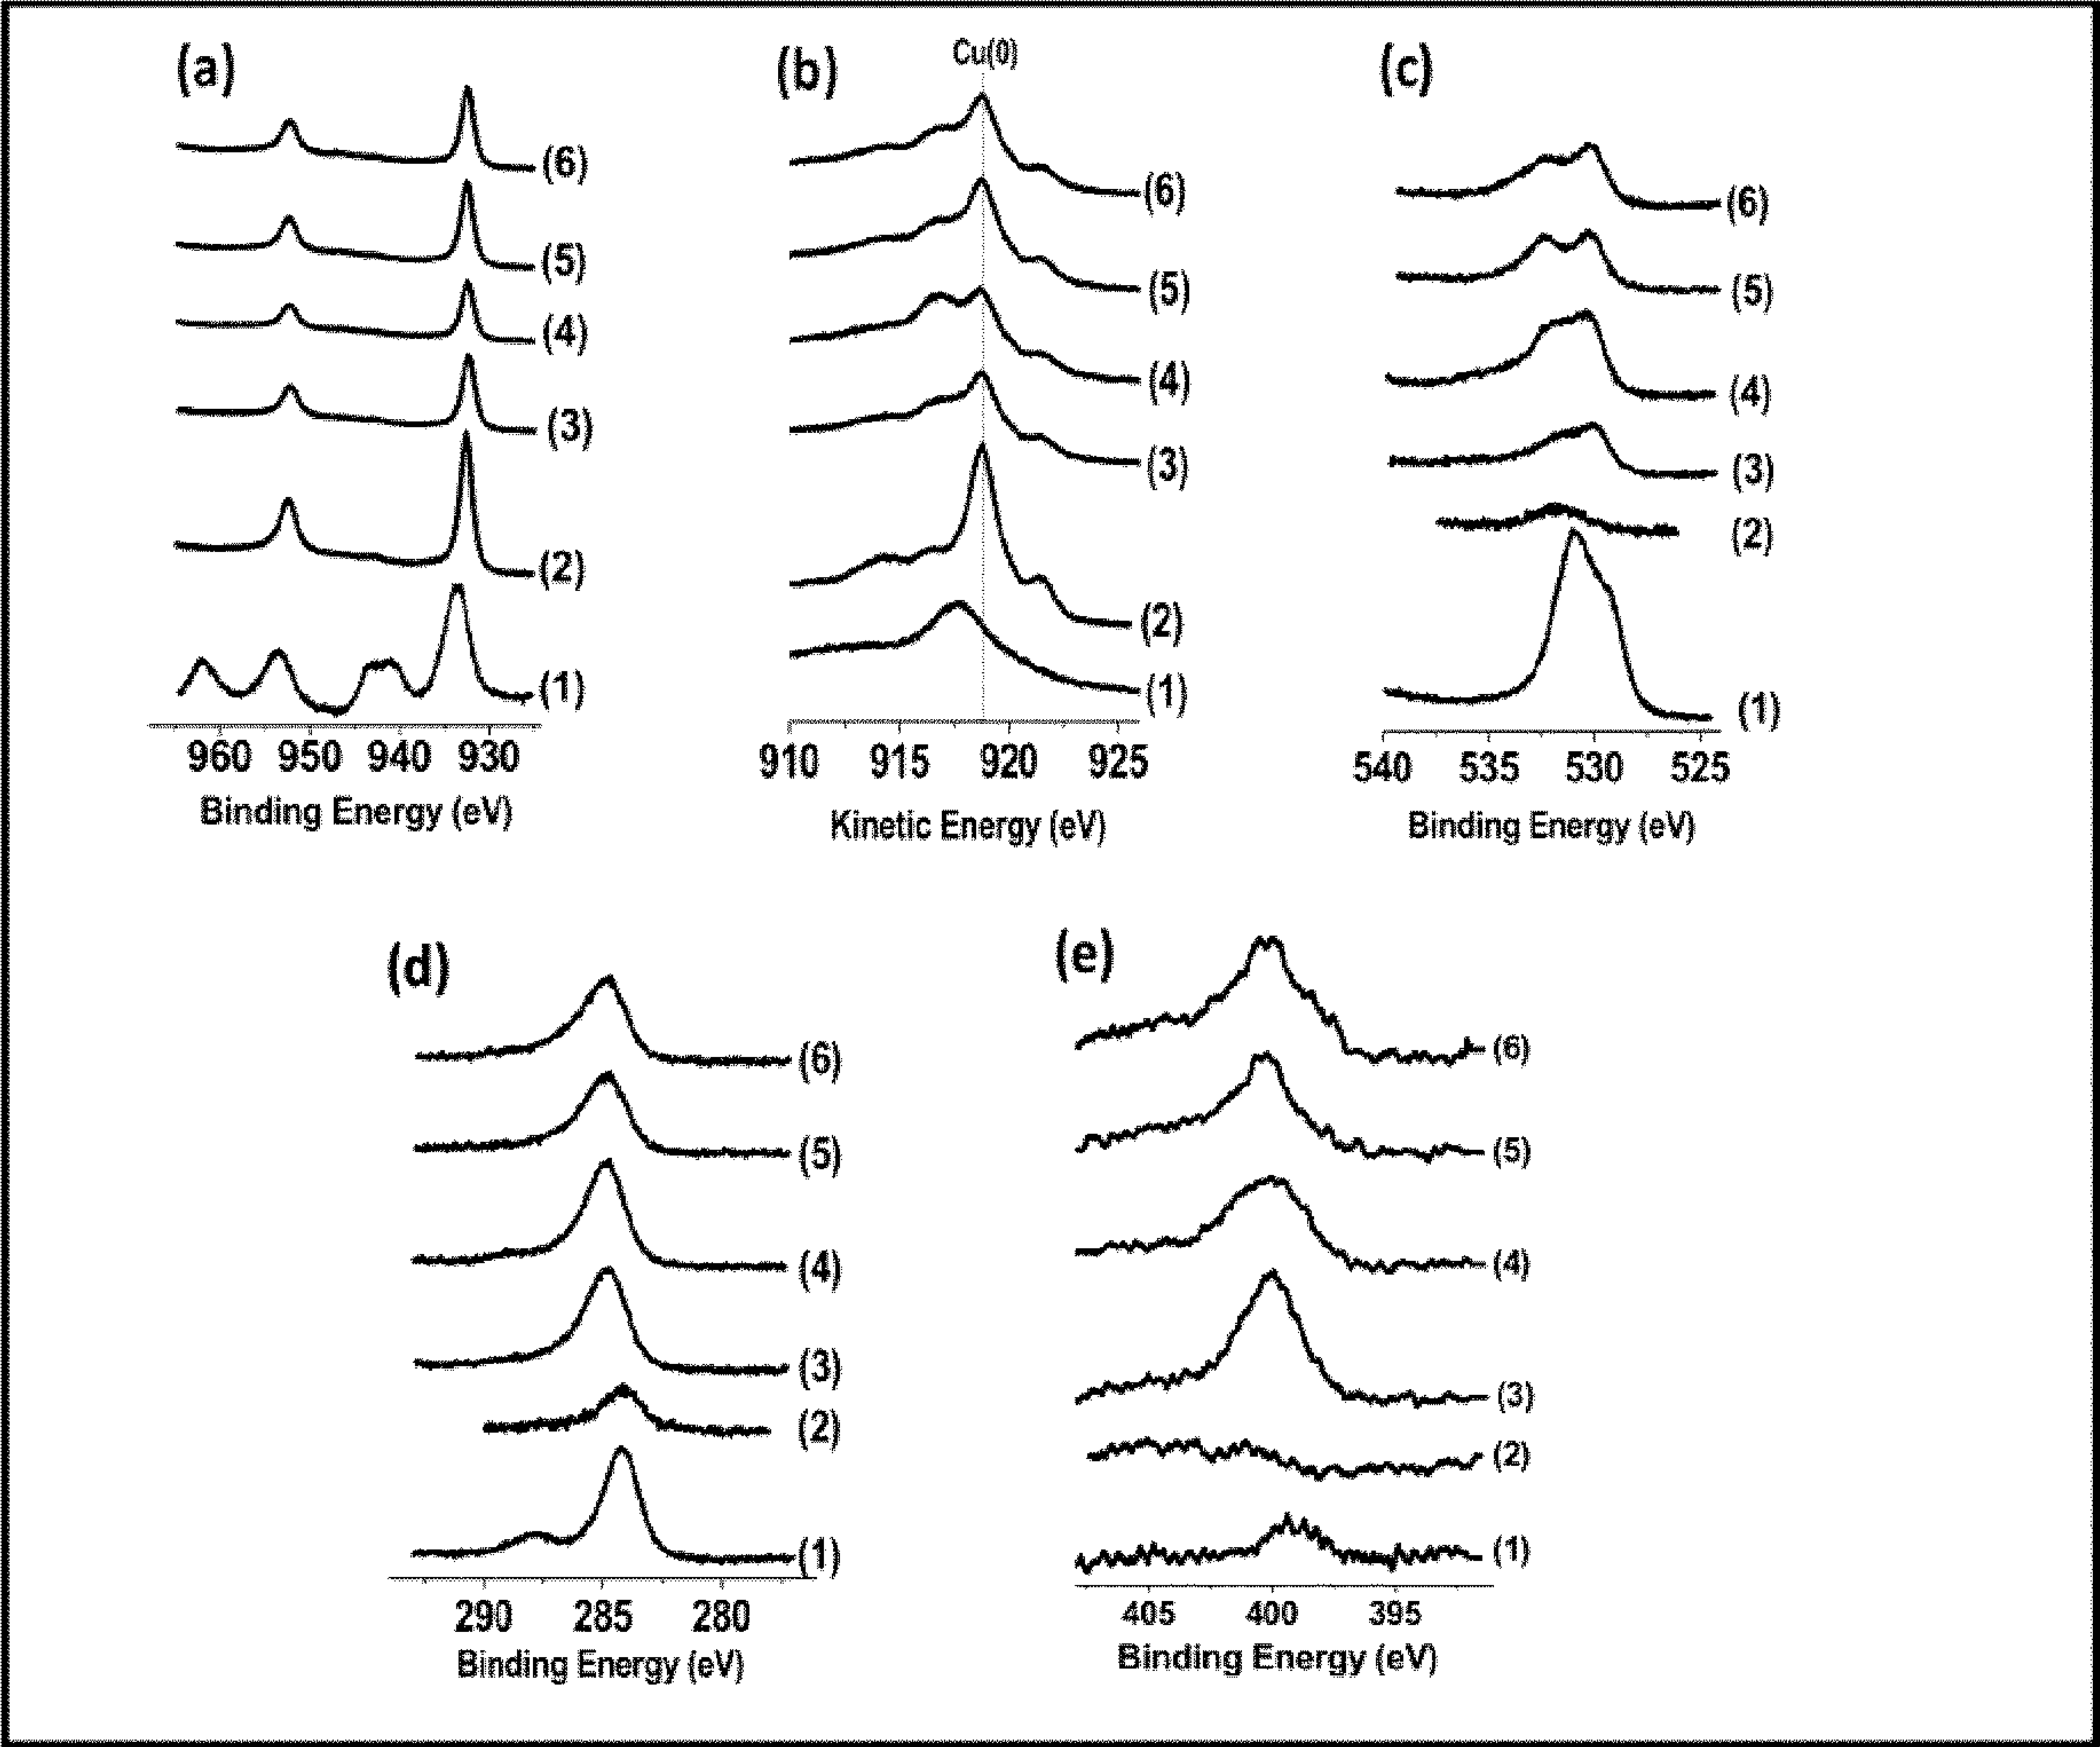 (a)
(6)
(5)
(4)
(3)
(2)
(1)
960 950 940 930
Binding Energy (eV)
(b)
Cu(0)
(6)
(5)
(4)
(3)
(2)
(1)
910 915 920 925
Kinetic Energy (eV)
(c)
(6)
(5)
(4)
(3)
(2)
(1)
540 535 530 525
Binding Energy (eV)
(d)
(6)
(5)
(4)
(3)
(2)
(1)
290 285 280
Binding Energy (eV)
(e)
(6)
(5)
(4)
(3)
(2)
(1)
405 400 395
Binding Energy (eV)